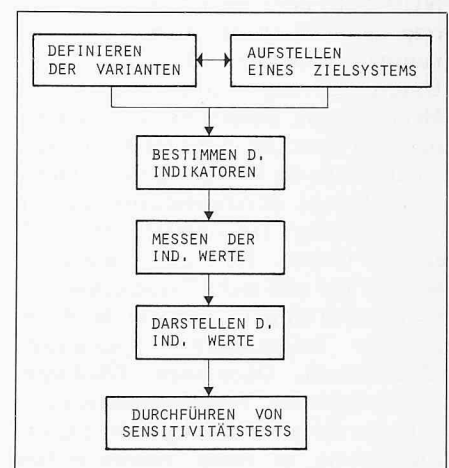 DEFINIEREN
DER VARIANTEN
AUFSTELLEN
EINES ZIELSYSTEMS
BESTIMMEN D.
INDIKATOREN
MESSEN DER
IND. WERTE
DARSTELLEN D.
IND. WERTE
DURCHFÜHREN VON
SENSITIVITÄTSTESTS